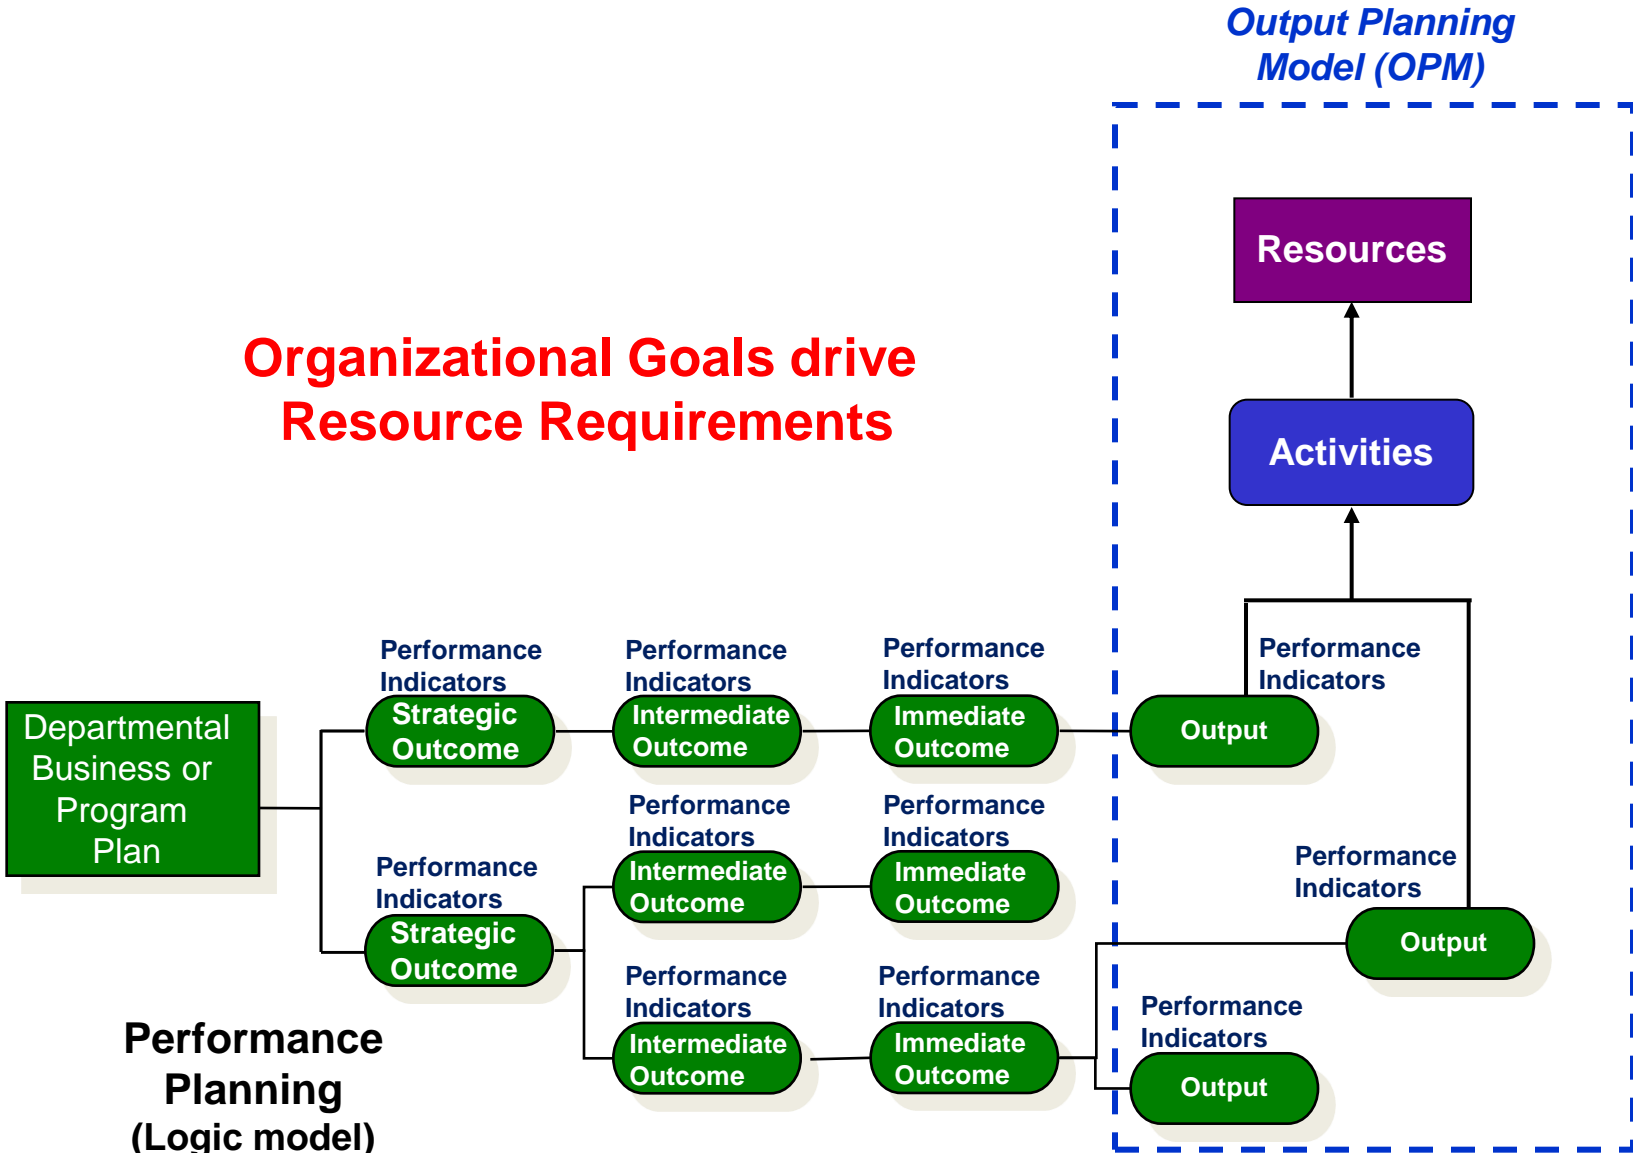 Output Planning
Model (OPM)
Resources
Organizational Goals drive
Resource Requirements
Activities
Performance
Indicators
Strategic
Outcome
Performance
Indicators
Intermediate
Outcome
Performance
Indicators
Immediate
Outcome
Performance
Indicators
Output
Departmental
Business or
Program
Plan
Performance
Indicators
Strategic
Outcome
Performance
Indicators
Intermediate
Outcome
Performance
Indicators
Immediate
Outcome
Performance
Indicators
Output
Performance
Indicators
Intermediate
Outcome
Performance
Indicators
Immediate
Outcome
Performance
Indicators
Output
Performance
Planning
(Logic model)